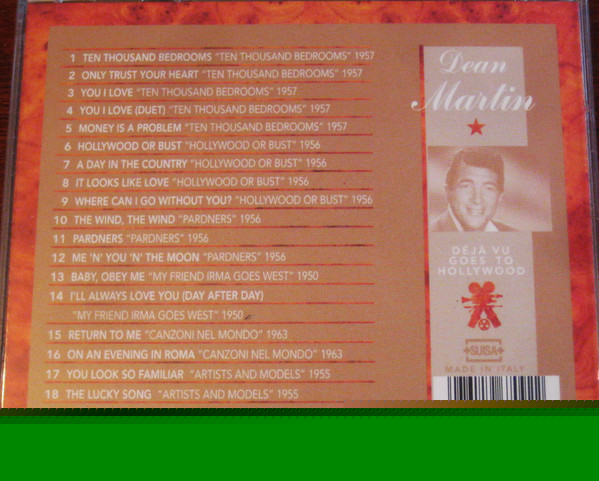 1 TEN THOUSAND BEDROOMS "TEN THOUSAND BEDROOMS" 1957
2 ONLY TRUST YOUR HEART "TEN THOUSAND BEDROOMS" 1957
3 YOU I LOVE "TEN THOUSAND BEDROOMS" 1957
4 YOU I LOVE (DUET) "TEN THOUSAND BEDROOMS" 1957
5 MONEY IS A PROBLEM "TEN THOUSAND BEDROOMS" 1957
6 HOLLYWOOD OR BUST "HOLLYWOOD OR BUST" 1956
7 A DAY IN THE COUNTRY "HOLLYWOOD OR BUST" 1956
8 IT LOOKS LIKE LOVE "HOLLYWOOD OR BUST" 1956
9 WHERE CAN I GO WITHOUT YOU? "HOLLYWOOD OR BUST" 1956
10 THE WIND, THE WIND "PARDNERS" 1956
11 PARDNERS "PARDNERS" 1956
12 ME 'N' YOU 'N' THE MOON "PARDNERS" 1956
13 BABY, OBEY ME "MY FRIEND IRMA GOES WEST" 1950
14 I'LL ALWAYS LOVE YOU (DAY AFTER DAY)
"MY FRIEND IRMA GOES WEST" 1950
15 RETURN TO ME "CANZONI NEL MONDO" 1963
16 ON AN EVENING IN ROMA "CANZONI NEL MONDO" 1963
17 YOU LOOK SO FAMILIAR "ARTISTS AND MODELS" 1955
18 THE LUCKY SONG "ARTISTS AND MODELS" 1955
Dean
Martin
DÉJÀ VU
GOES TO
HOLLYWOOD
SUISA
MADE IN ITALY